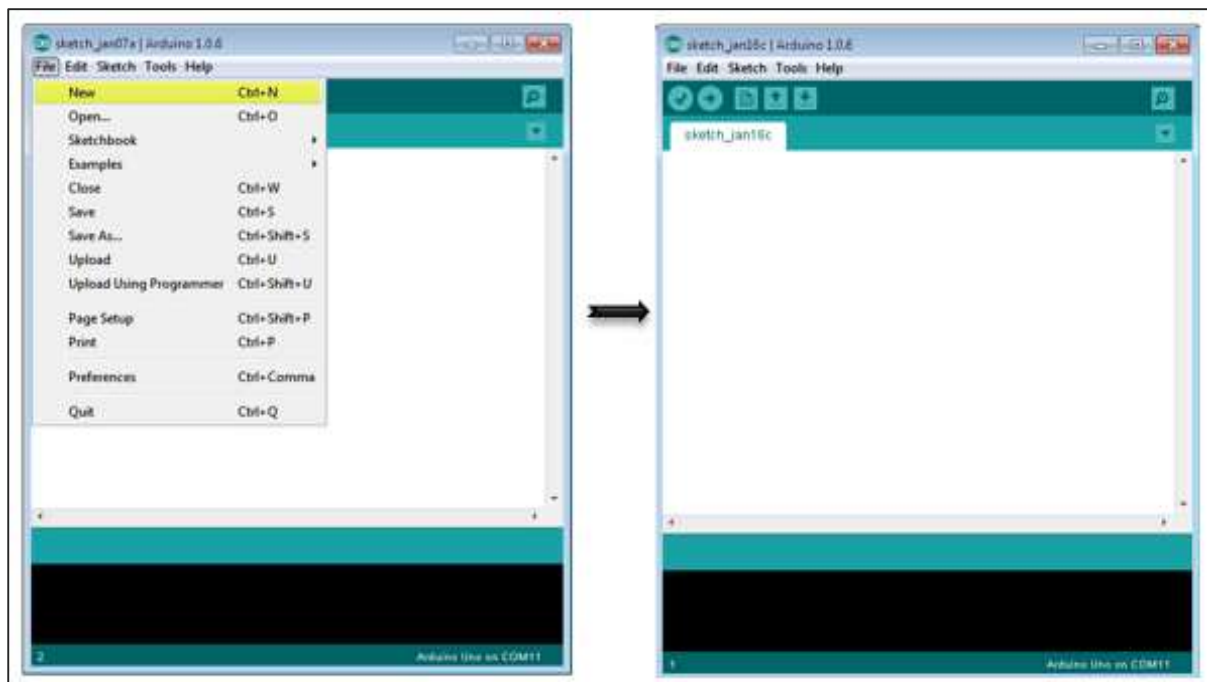 sketch_jan07a | Arduino 1.0.6
File Edit Sketch Tools Help
New Ctrl+N
Open... Ctrl+O
Sketchbook
Examples
Close Ctrl+W
Save Ctrl+S
Save As... Ctrl+Shift+S
Upload Ctrl+U
Upload Using Programmer Ctrl+Shift+U
Page Setup Ctrl+Shift+P
Print Ctrl+P
Preferences Ctrl+Comma
Quit Ctrl+Q
2 Arduino Uno on COM11
sketch_jan16c | Arduino 1.0.6
File Edit Sketch Tools Help
sketch_jan16c
1 Arduino Uno on COM11